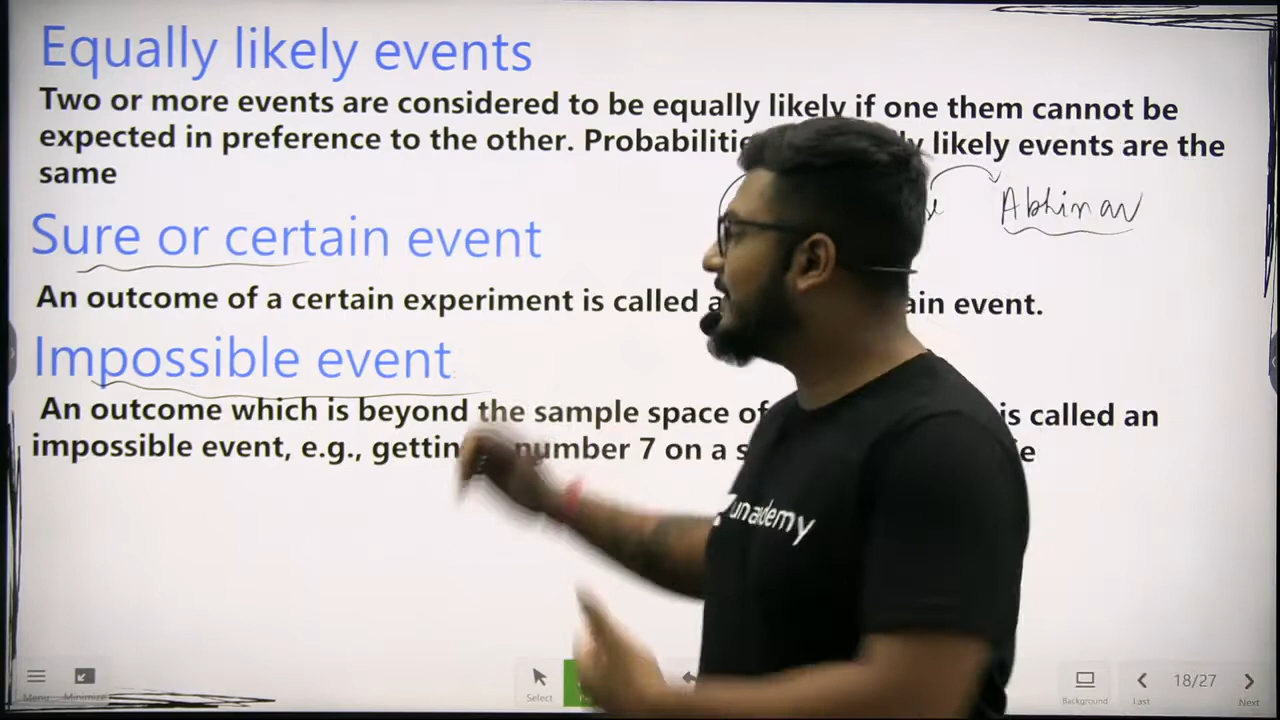 Equally likely events
Two or more events are considered to be equally likely if one them cannot be
expected in preference to the other. likely events are the
same
Abhinav
Sure or certain event
An outcome of a certain experiment is called event.
Impossible event
An outcome which is beyond the sample space of is called an
impossible event, e.g., number 7 on a
unacademy
Menu Minimize Select Background Last 18/27 Next